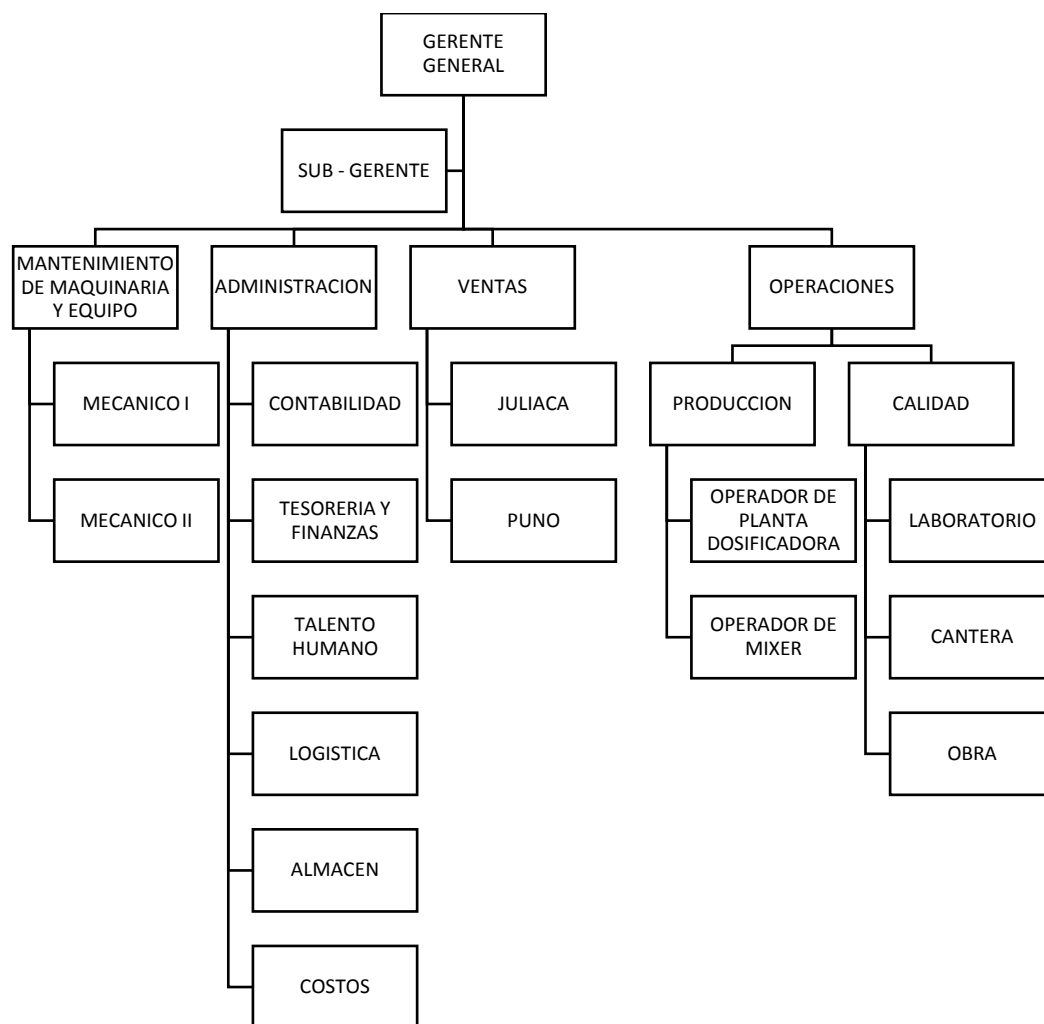 GERENTE
GENERAL
SUB - GERENTE
MANTENIMIENTO
DE MAQUINARIA
Y EQUIPO
ADMINISTRACION
VENTAS
OPERACIONES
MECANICO I
CONTABILIDAD
JULIACA
PRODUCCION
CALIDAD
MECANICO II
TESORERIA Y
FINANZAS
PUNO
OPERADOR DE
PLANTA
DOSIFICADORA
LABORATORIO
TALENTO
HUMANO
OPERADOR DE
MIXER
CANTERA
LOGISTICA
OBRA
ALMACEN
COSTOS